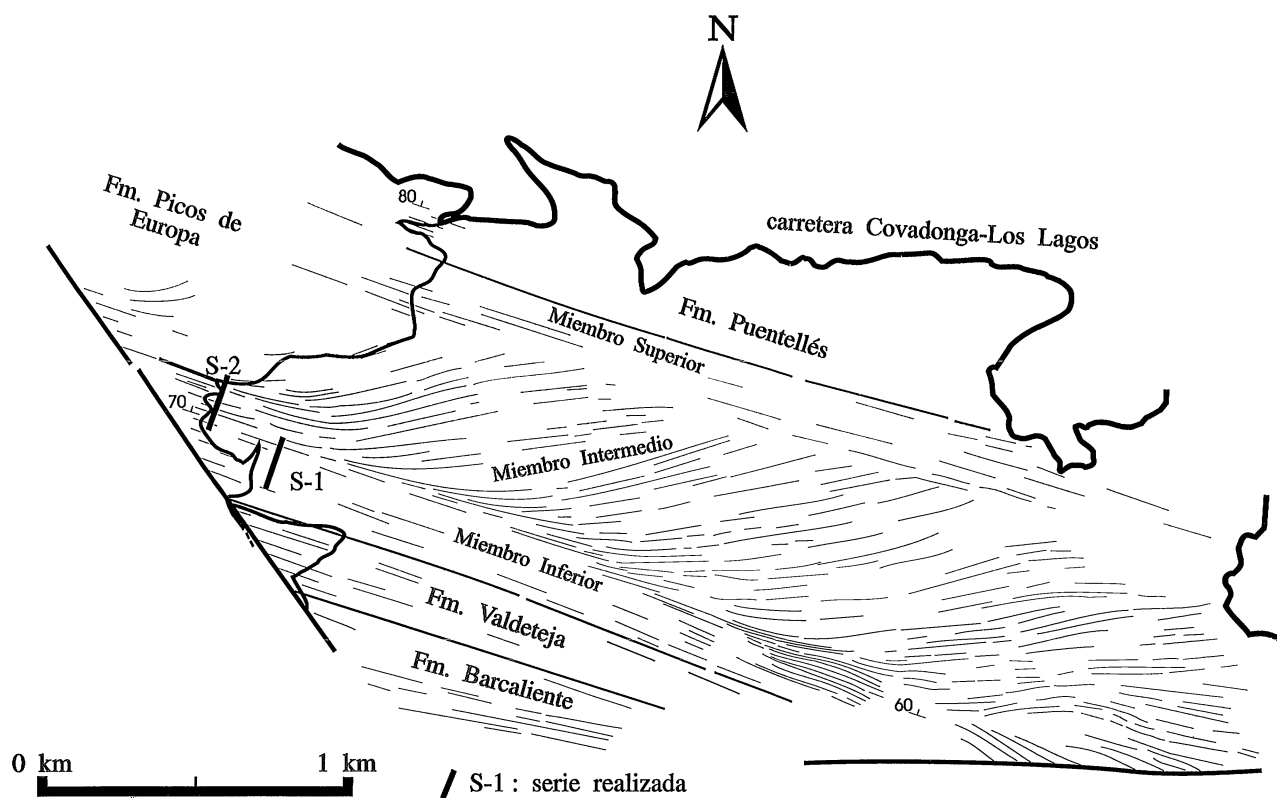 N
Fm. Picos de
Europa
80
carretera Covadonga-Los Lagos
Fm. Puentellés
Miembro Superior
S-2
70
Miembro Intermedio
S-1
Miembro Inferior
Fm. Valdeteja
Fm. Barcaliente
60
0 km 1 km
S-1 : serie realizada